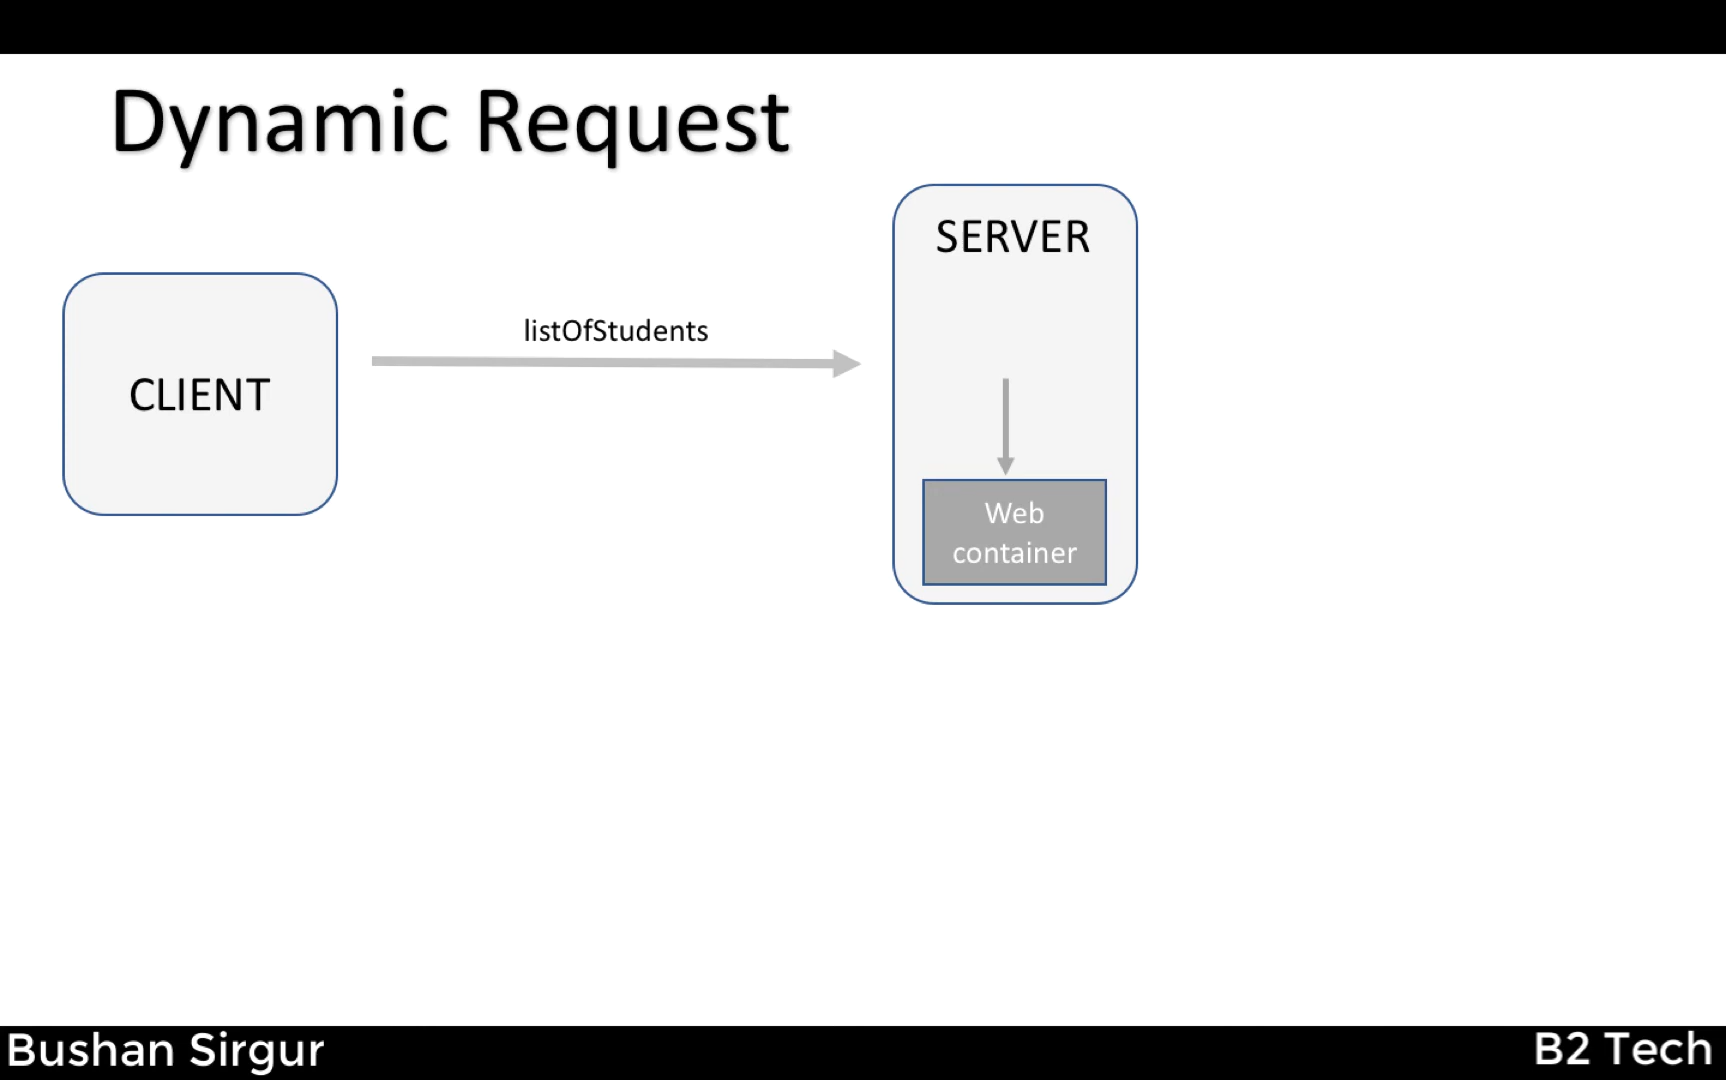 Dynamic Request
SERVER
listOfStudents
CLIENT
Web
container
Bushan Sirgur
B2 Tech